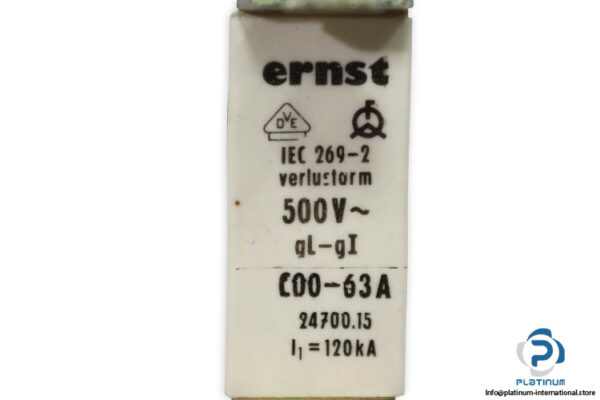 ernst
ÖVE
IEC 269-2
verlustarm
500V~
gL-gI
C00-63A
24700.15
I₁=120kA
PLATINUM
Info@platinum-international.store